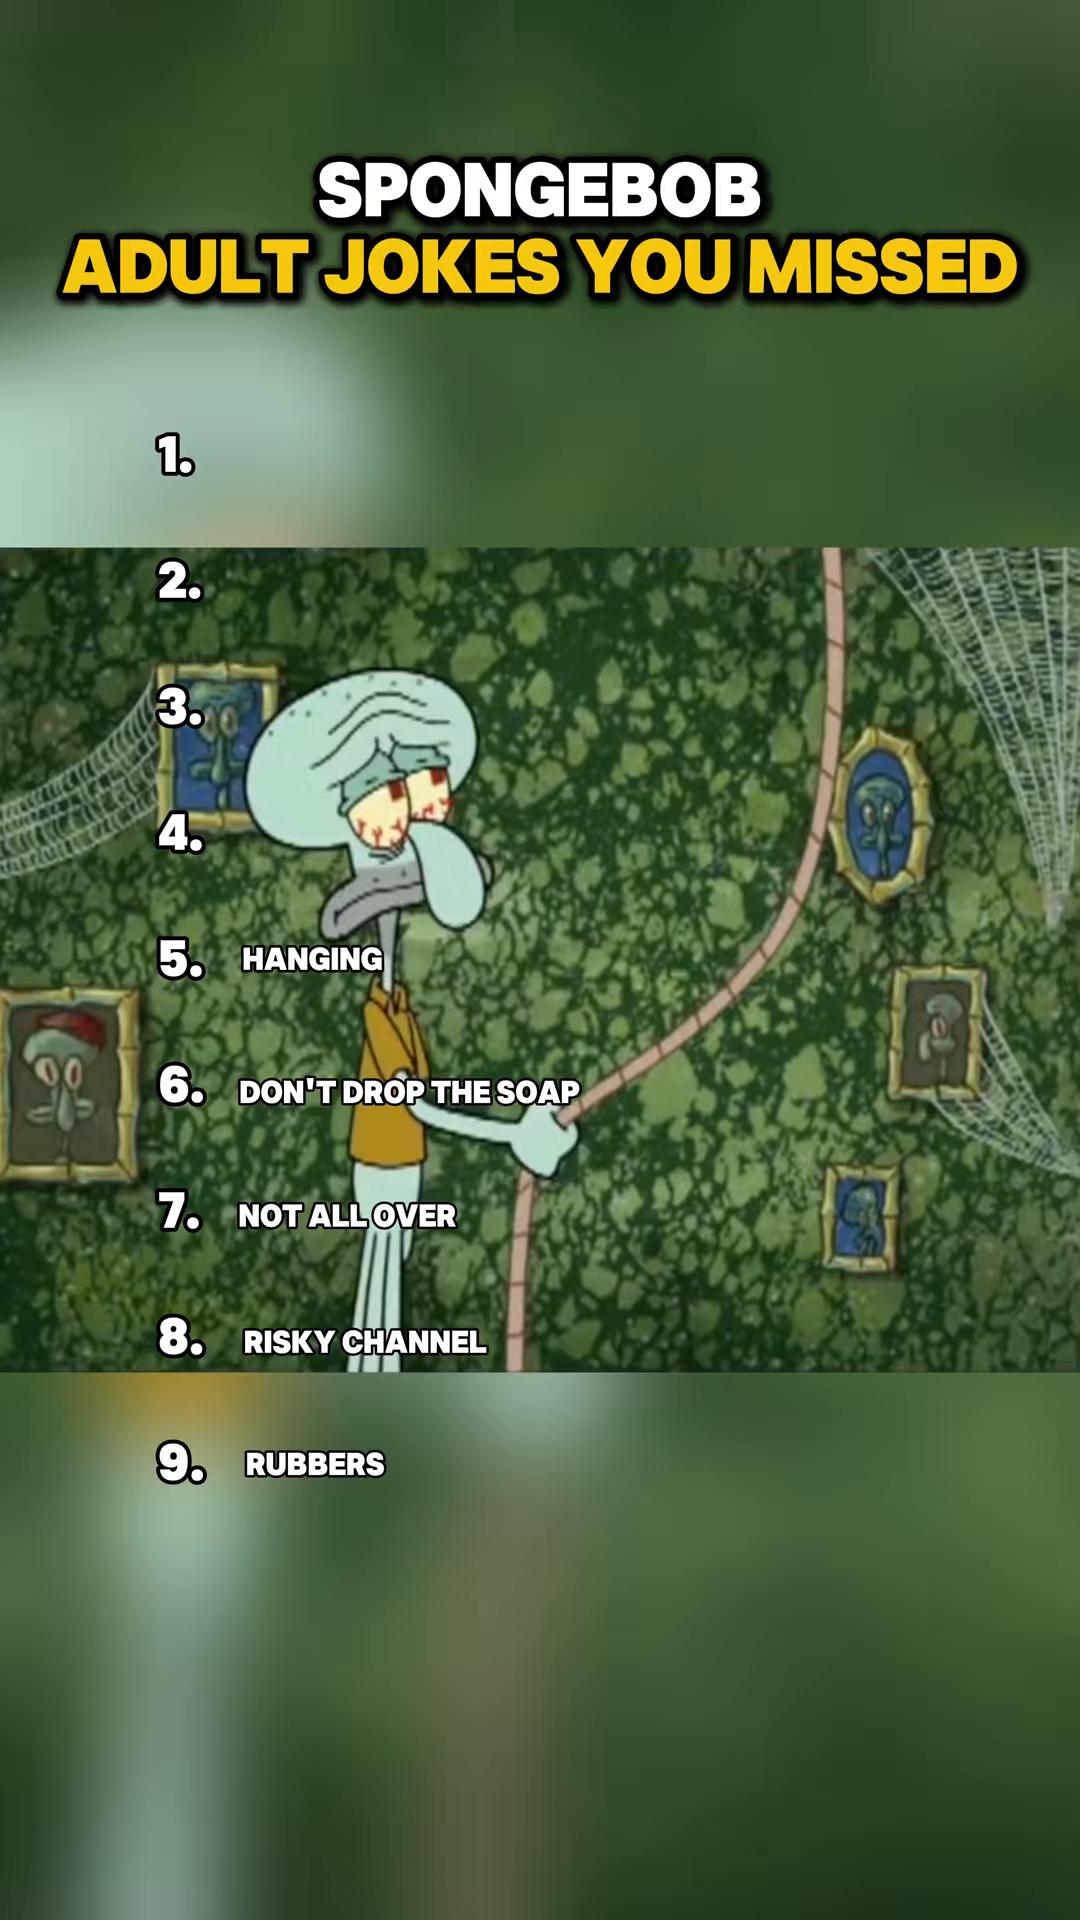 SPONGEBOB
ADULT JOKES YOU MISSED
1.
2.
3.
4.
5. HANGING
6. DON'T DROP THE SOAP
7. NOT ALL OVER
8. RISKY CHANNEL
9. RUBBERS